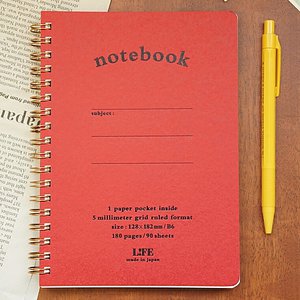 notebook
subject:
1 paper pocket inside
5 millimeter grid ruled format
size : 128×182mm/B6
180 pages/90 sheets
L!FE
made in japan